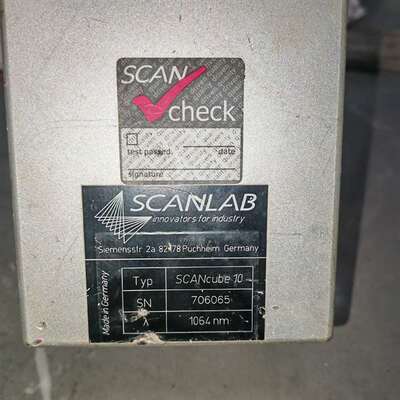 SCAN
check
test passed
date
signature
SCANLAB
innovators for industry
Siemensstr 2a 82178 Puchheim Germany
Made in Germany
Typ SCANcube 10
SN 706065
λ 1064 nm